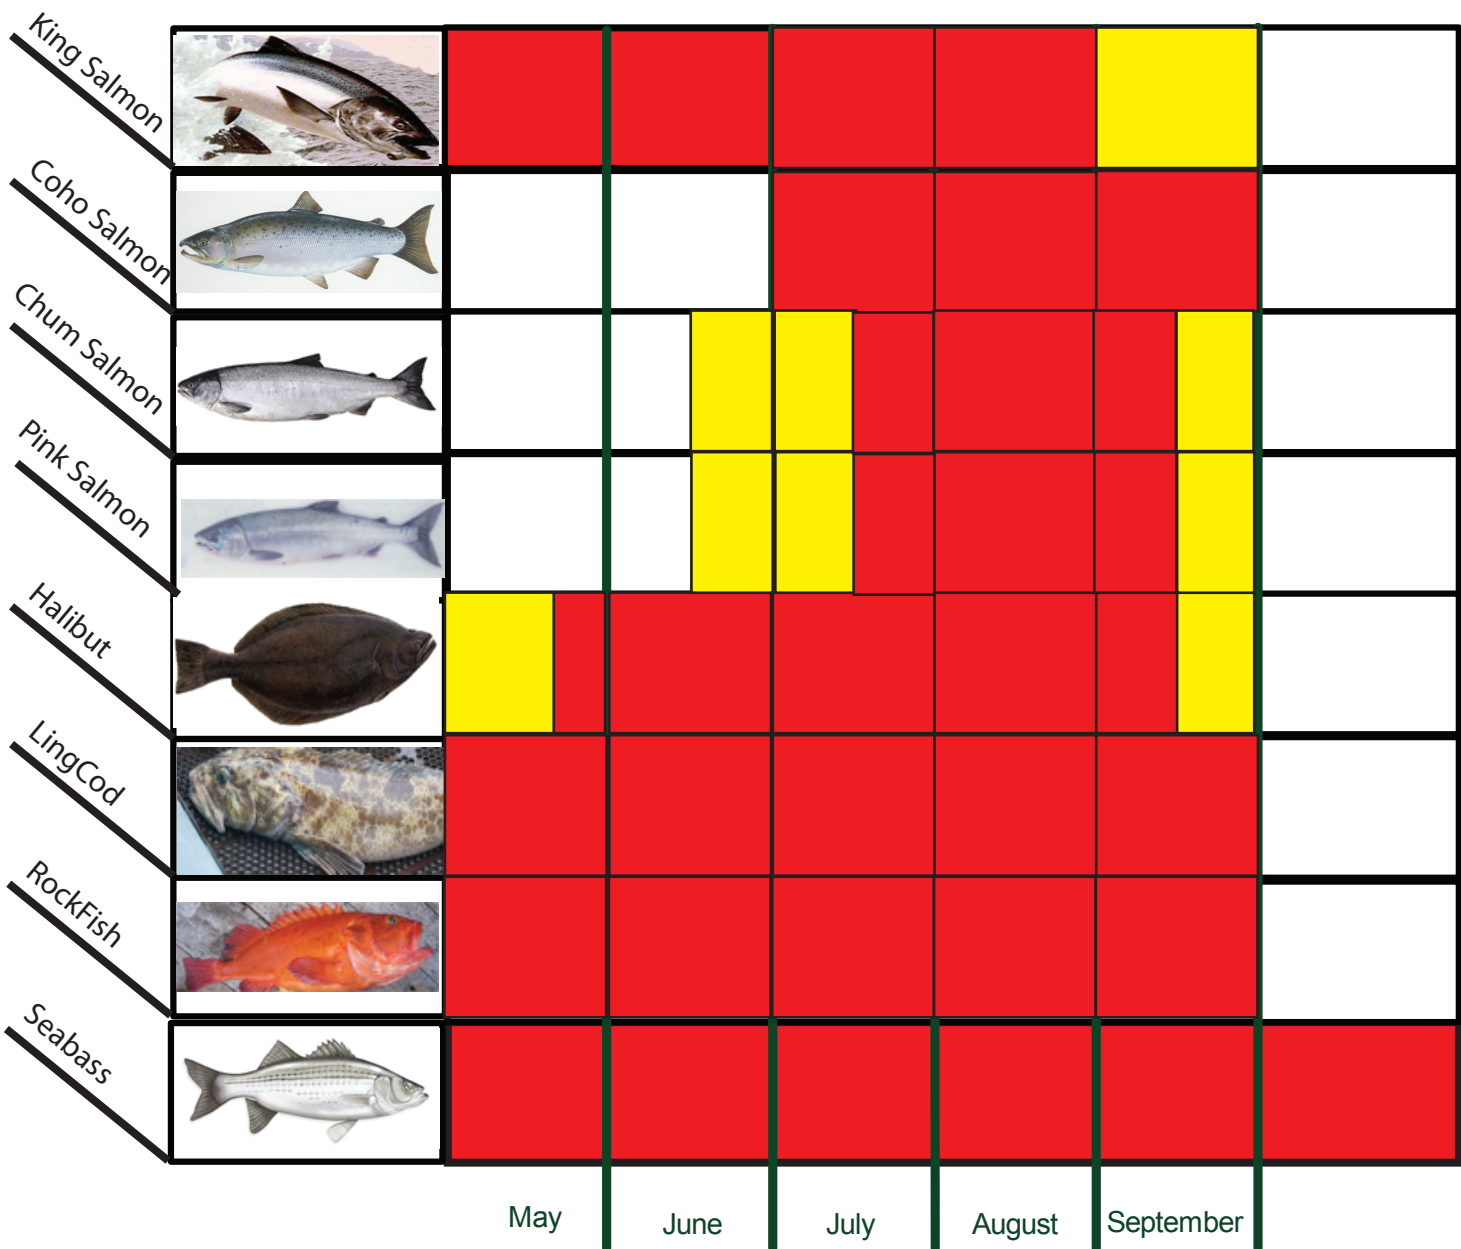 King Salmon
Coho Salmon
Chum Salmon
Pink Salmon
Halibut
LingCod
RockFish
Seabass
May
June
July
August
September